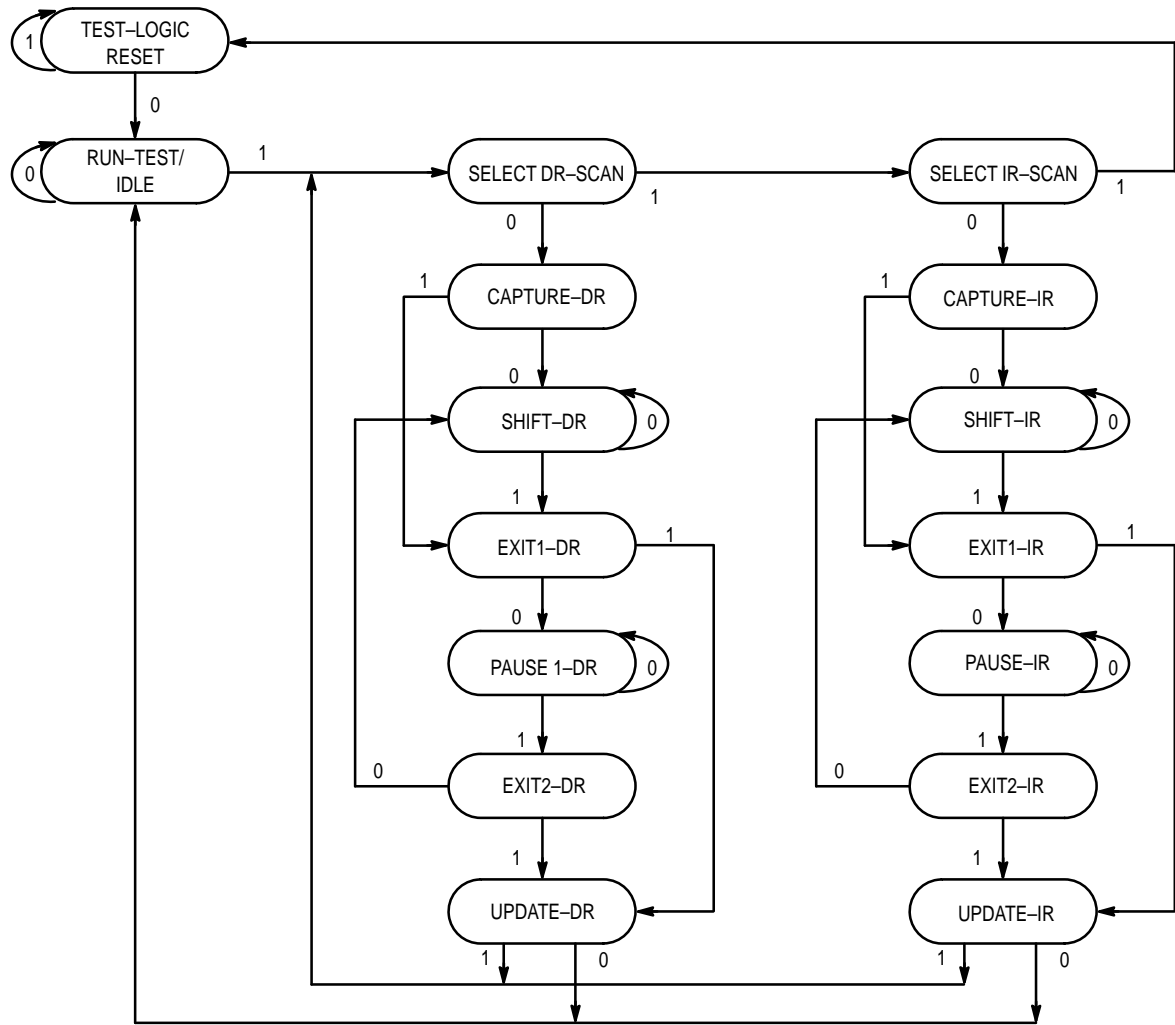 TEST–LOGIC
RESET
1
0
RUN–TEST/
IDLE
0
1
SELECT DR–SCAN
1
SELECT IR–SCAN
1
0
0
CAPTURE–DR
1
CAPTURE–IR
1
0
0
SHIFT–DR
0
SHIFT–IR
0
1
1
EXIT1–DR
1
EXIT1–IR
1
0
0
PAUSE 1–DR
0
PAUSE–IR
0
1
1
EXIT2–DR
0
EXIT2–IR
0
1
1
UPDATE–DR
UPDATE–IR
1
0
1
0